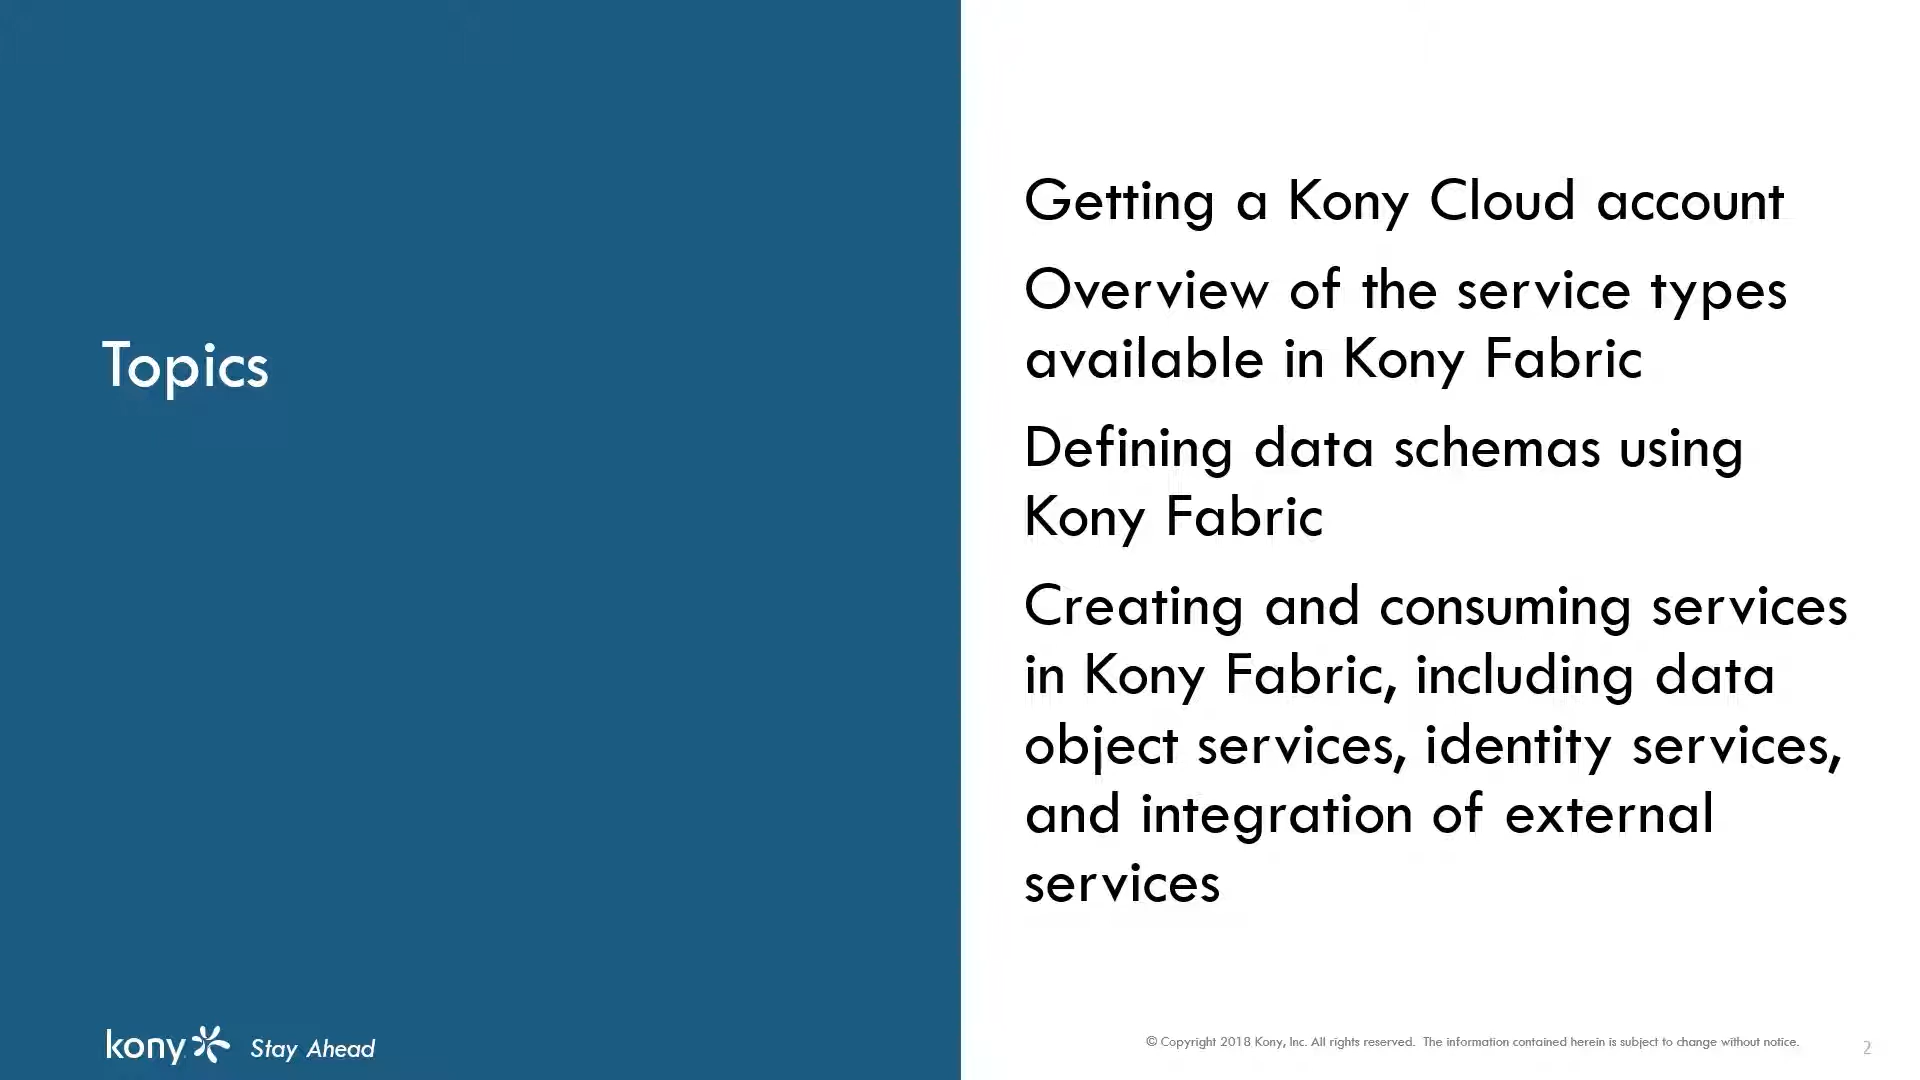 Topics
Getting a Kony Cloud account
Overview of the service types
available in Kony Fabric
Defining data schemas using
Kony Fabric
Creating and consuming services
in Kony Fabric, including data
object services, identity services,
and integration of external
services
kony Stay Ahead
© Copyright 2018 Kony, Inc. All rights reserved. The information contained herein is subject to change without notice.
2